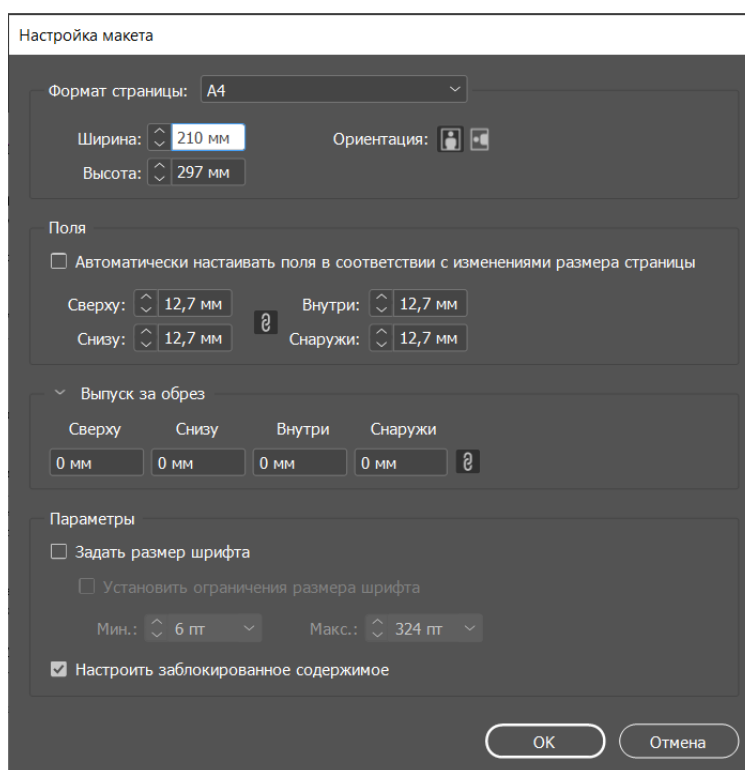 Настройка макета
Формат страницы: A4
Ширина: 210 мм Ориентация:
Высота: 297 мм
Поля
Автоматически настаивать поля в соответствии с изменениями размера страницы
Сверху: 12,7 мм Внутри: 12,7 мм
Снизу: 12,7 мм Снаружи: 12,7 мм
Выпуск за обрез
Сверху Снизу Внутри Снаружи
0 мм 0 мм 0 мм 0 мм
Параметры
Задать размер шрифта
Установить ограничения размера шрифта
Мин.: 6 пт Макс.: 324 пт
Настроить заблокированное содержимое
OK Отмена